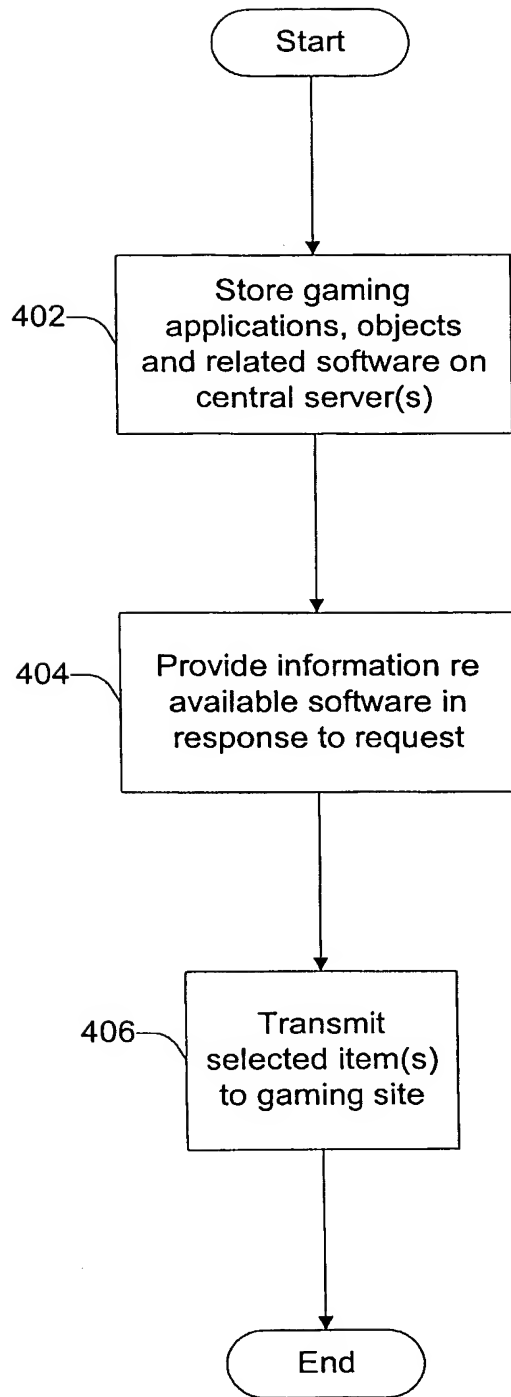 Start
402
Store gaming
applications, objects
and related software on
central server(s)
404
Provide information re
available software in
response to request
406
Transmit
selected item(s)
to gaming site
End